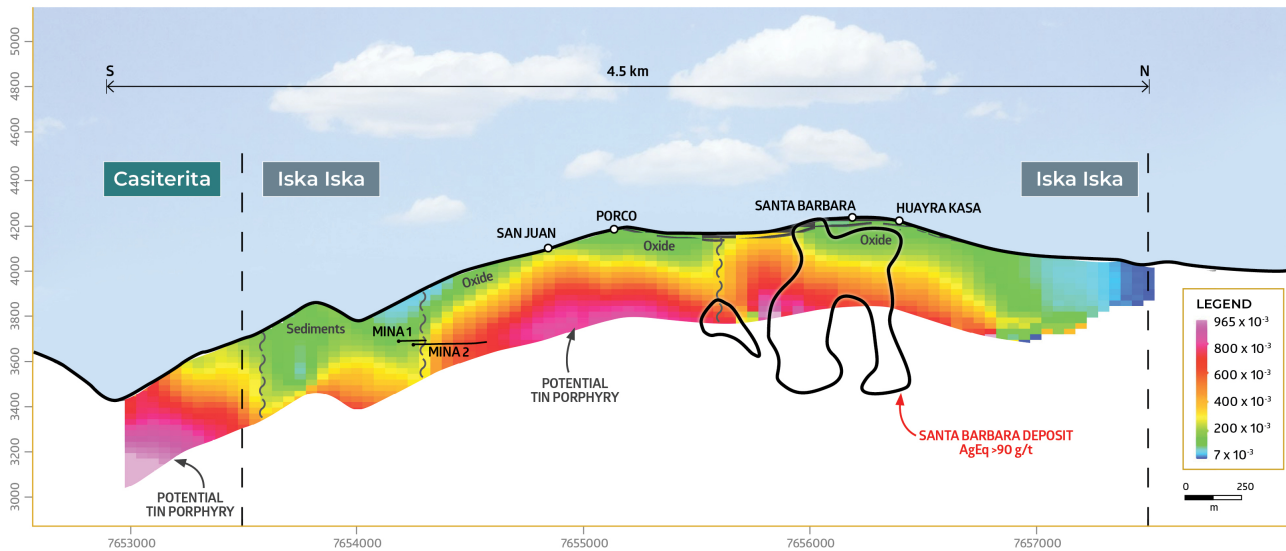 5000
4800
4600
4400
4200
4000
3800
3600
3400
3200
3000
S
4.5 km
N
Casiterita
Iska Iska
Iska Iska
SAN JUAN
PORCO
SANTA BARBARA
HUAYRA KASA
Oxide
Oxide
Oxide
Sediments
MINA 1
MINA 2
POTENTIAL
TIN PORPHYRY
POTENTIAL
TIN PORPHYRY
SANTA BARBARA DEPOSIT
AgEq >90 g/t
LEGEND
965 x 10⁻³
800 x 10⁻³
600 x 10⁻³
400 x 10⁻³
200 x 10⁻³
7 x 10⁻³
0 250
m
7653000
7654000
7655000
7656000
7657000